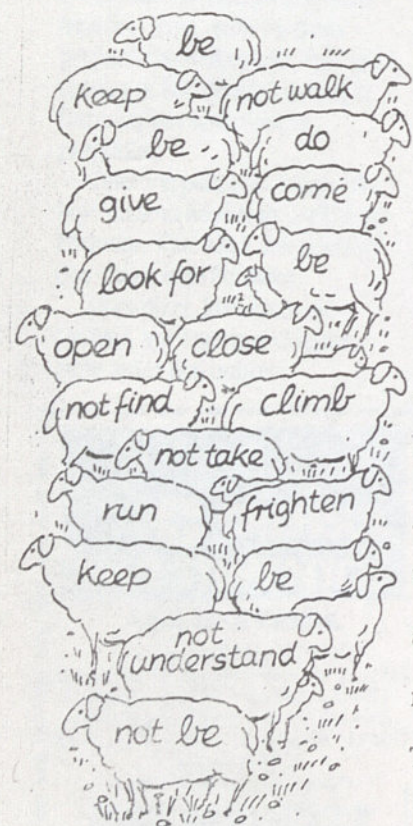 be
keep not walk
be do
give come
look for be
open close
not find climb
not take
run frighten
keep be
not
understand
not be